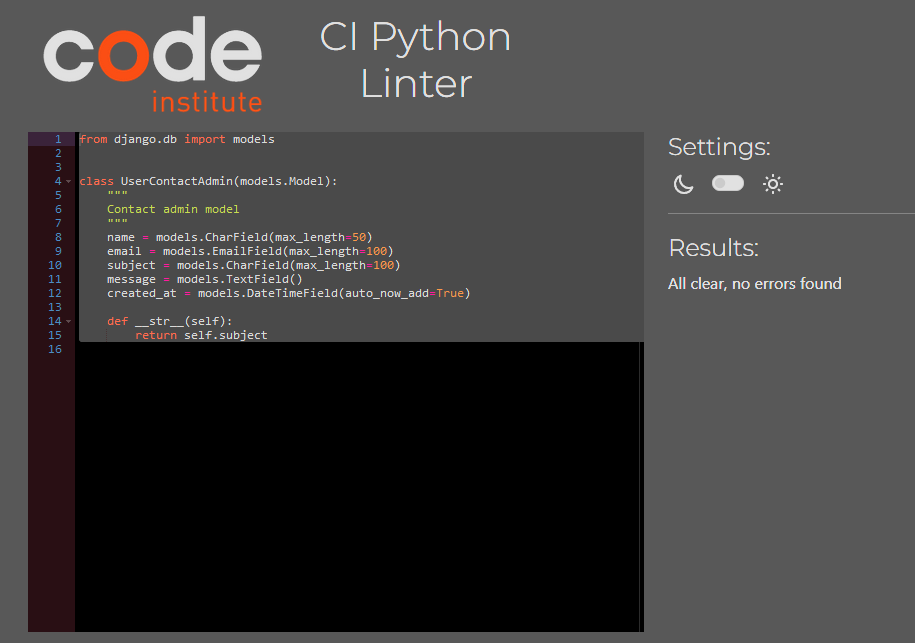 code
institute
CI Python
Linter
1 from django.db import models
2
3
4 class UserContactAdmin(models.Model):
5     """
6     Contact admin model
7     """
8     name = models.CharField(max_length=50)
9     email = models.EmailField(max_length=100)
10     subject = models.CharField(max_length=100)
11     message = models.TextField()
12     created_at = models.DateTimeField(auto_now_add=True)
13
14     def __str__(self):
15         return self.subject
16
Settings:
Results:
All clear, no errors found